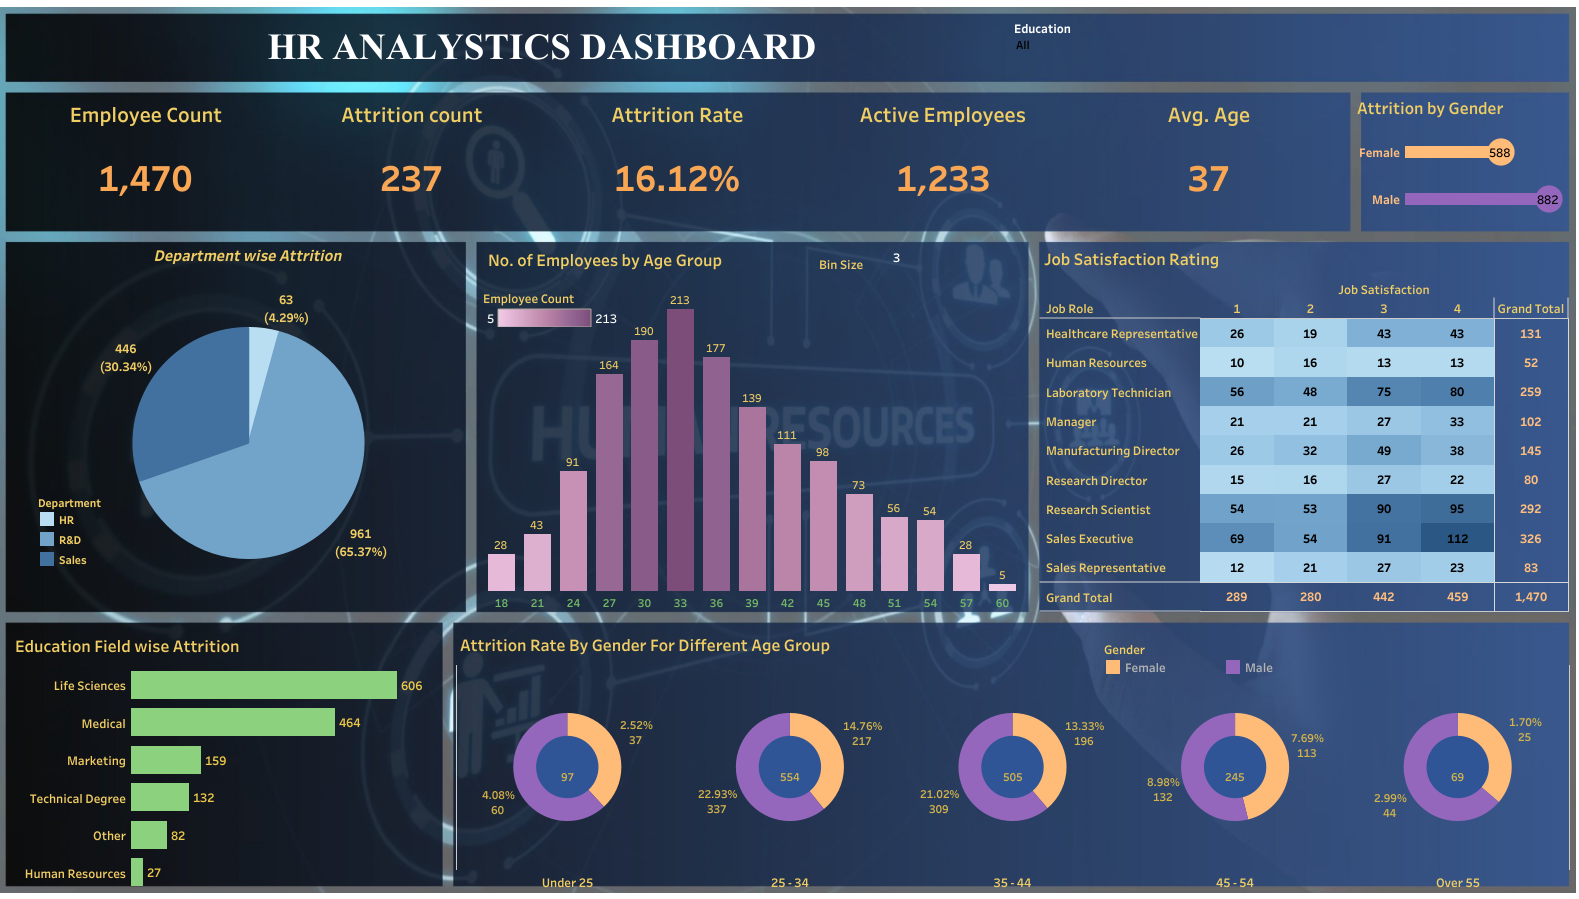 HR ANALYSTICS DASHBOARD
Education
All
Employee Count
Attrition count
Attrition Rate
Active Employees
Avg. Age
1,470
237
16.12%
1,233
37
Attrition by Gender
Female 588
Male 882
Department wise Attrition
63
(4.29%)
446
(30.34%)
961
(65.37%)
Department
HR
R&D
Sales
No. of Employees by Age Group
Bin Size 3
Employee Count
5 213
28 43 91 164 190 213 177 139 111 98 73 56 54 28 5
18 21 24 27 30 33 36 39 42 45 48 51 54 57 60
HUMAN RESOURCES
Job Satisfaction Rating
Job Satisfaction
Job Role 1 2 3 4 Grand Total
Healthcare Representative 26 19 43 43 131
Human Resources 10 16 13 13 52
Laboratory Technician 56 48 75 80 259
Manager 21 21 27 33 102
Manufacturing Director 26 32 49 38 145
Research Director 15 16 27 22 80
Research Scientist 54 53 90 95 292
Sales Executive 69 54 91 112 326
Sales Representative 12 21 27 23 83
Grand Total 289 280 442 459 1,470
Education Field wise Attrition
Life Sciences 606
Medical 464
Marketing 159
Technical Degree 132
Other 82
Human Resources 27
Attrition Rate By Gender For Different Age Group
Gender
Female Male
2.52%
37
97
4.08%
60
Under 25
14.76%
217
554
22.93%
337
25 - 34
13.33%
196
505
21.02%
309
35 - 44
7.69%
113
245
8.98%
132
45 - 54
1.70%
25
69
2.99%
44
Over 55